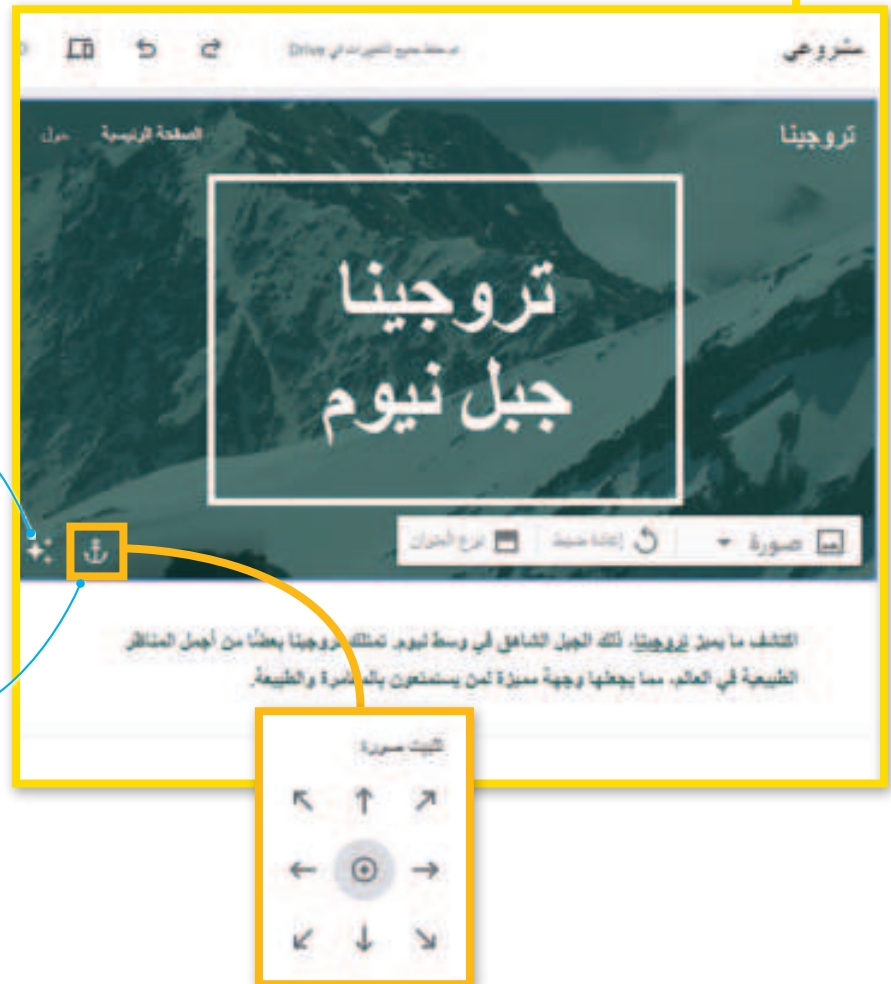 مشروعي
تم حفظ جميع التغييرات في Drive
تروجينا
الصفحة الرئيسية
حول
تروجينا
جبل نيوم
صورة
إعادة ضبط
نوع العنوان
اكتشف ما يميز تروجينا، ذلك الجبل الشاهق في وسط نيوم. تمتلك تروجينا بعضًا من أجمل المناظر
الطبيعية في العالم، مما يجعلها وجهة مميزة لمن يستمتعون بالمغامرة والطبيعة.
تثبيت صورة